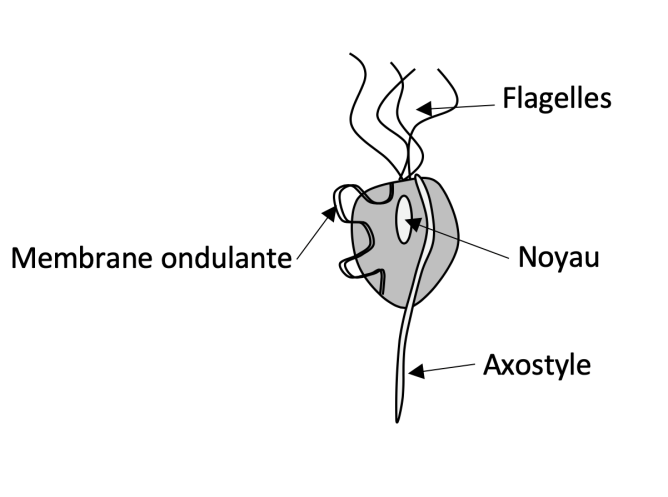 Flagelles
Membrane ondulante
Noyau
Axostyle